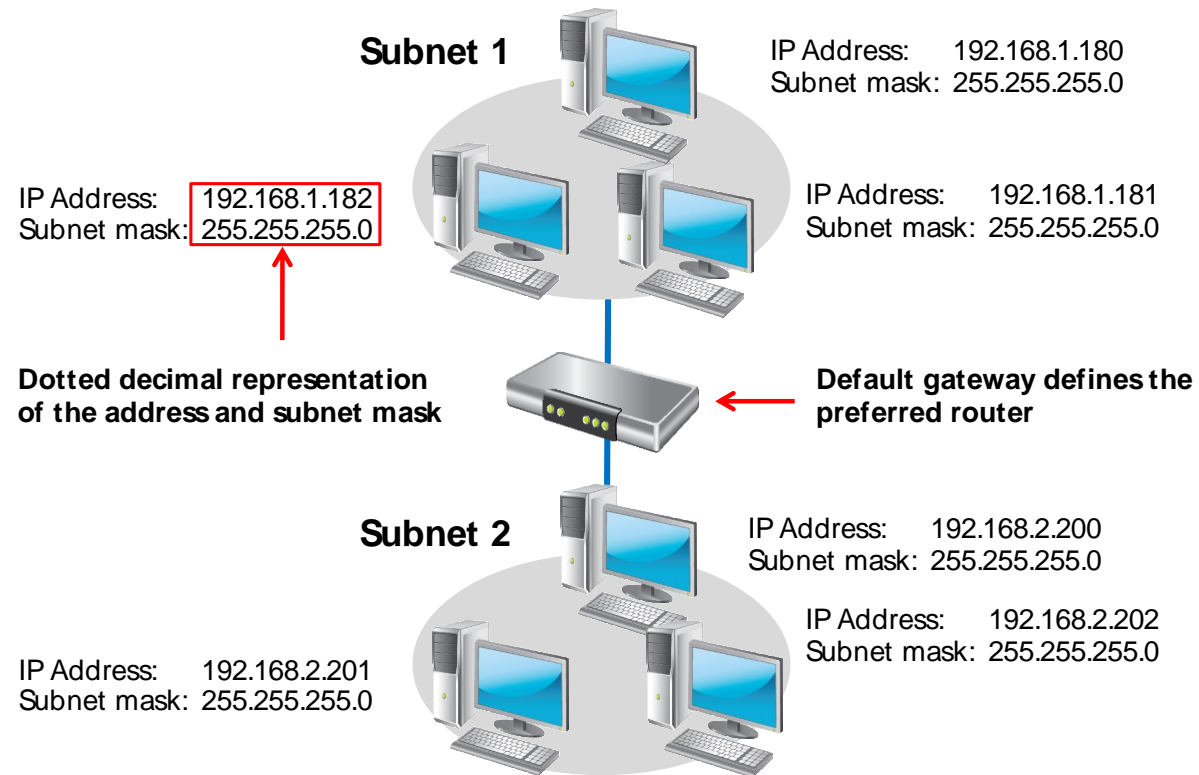 Subnet 1
IP Address: 192.168.1.180
Subnet mask: 255.255.255.0
IP Address: 192.168.1.182
Subnet mask: 255.255.255.0
IP Address: 192.168.1.181
Subnet mask: 255.255.255.0
Dotted decimal representation
of the address and subnet mask
Default gateway defines the
preferred router
Subnet 2
IP Address: 192.168.2.200
Subnet mask: 255.255.255.0
IP Address: 192.168.2.202
Subnet mask: 255.255.255.0
IP Address: 192.168.2.201
Subnet mask: 255.255.255.0